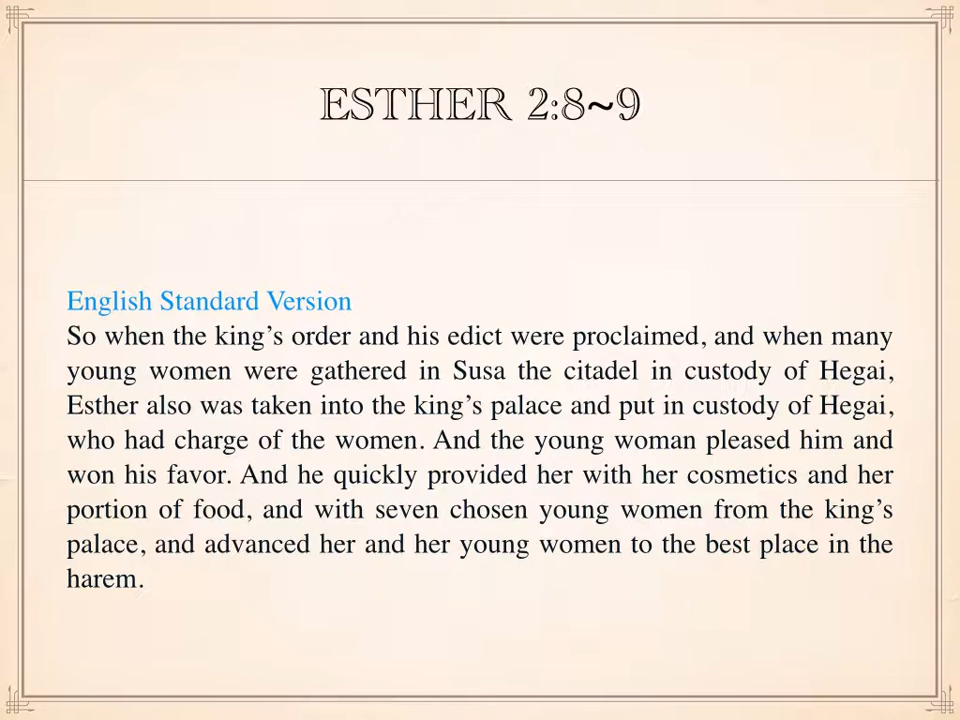 ESTHER 2:8~9
English Standard Version
So when the king’s order and his edict were proclaimed, and when many
young women were gathered in Susa the citadel in custody of Hegai,
Esther also was taken into the king’s palace and put in custody of Hegai,
who had charge of the women. And the young woman pleased him and
won his favor. And he quickly provided her with her cosmetics and her
portion of food, and with seven chosen young women from the king’s
palace, and advanced her and her young women to the best place in the
harem.